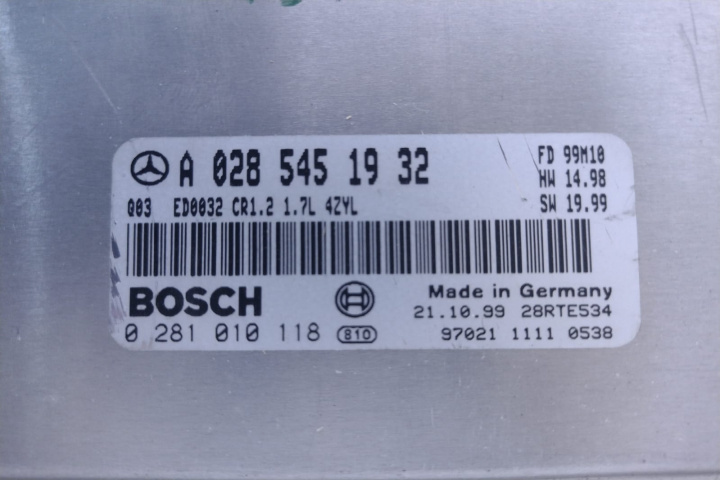 A 028 545 19 32
FD 99M10
HW 14.98
SW 19.99
Q03 ED0032 CR1.2 1.7L 4ZYL
BOSCH
Made in Germany
21.10.99 28RTE534
0 281 010 118 810
97021 1111 0538